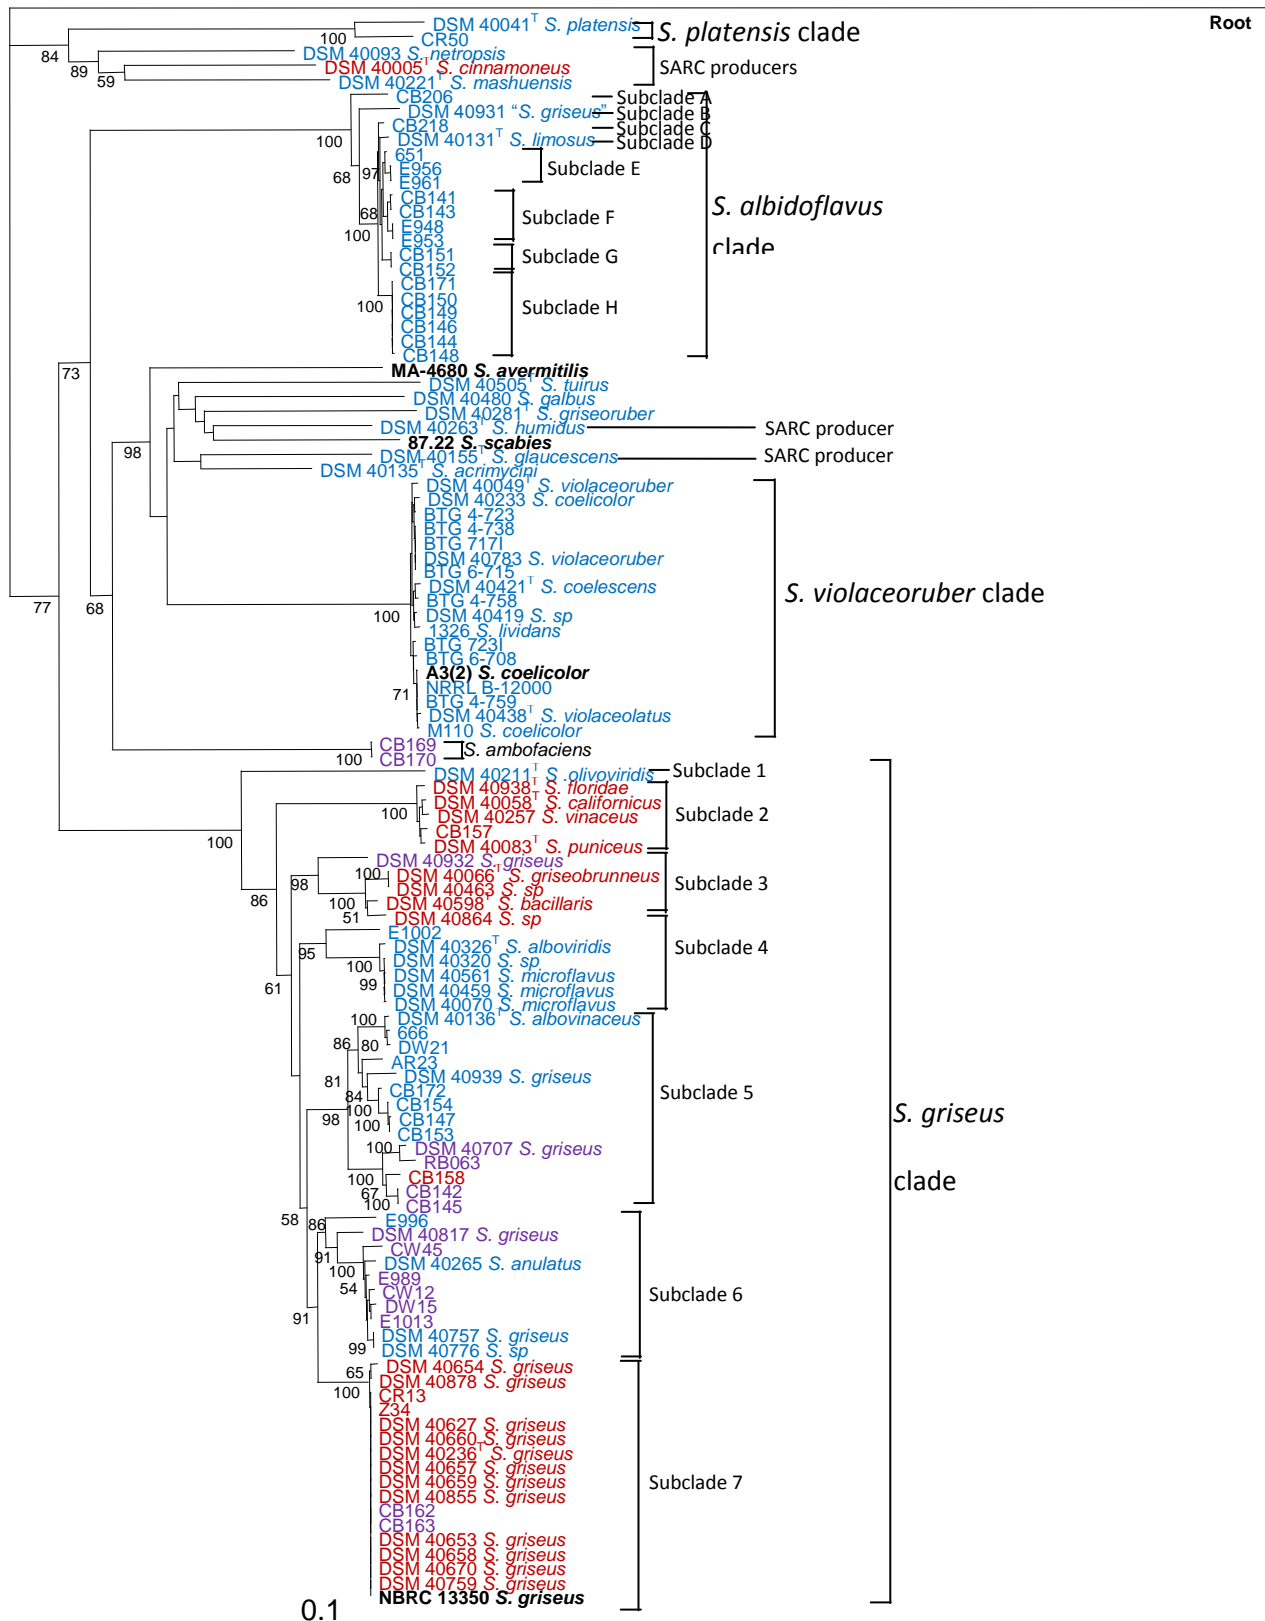 Root
DSM 40041T S. platensis
S. platensis clade
100
CR50
84
DSM 40093 S. netropsis
89
DSM 40005T S. cinnamoneus
SARC producers
59
DSM 40221T S. mashuensis
CB206
Subclade A
DSM 40931 "S. griseus"
Subclade B
CB218
Subclade C
100
DSM 40131T S. limosus
Subclade D
651
97
E956
Subclade E
68
E961
CB141
S. albidoflavus
68
CB143
Subclade F
100
E948
E953
clade
CB151
Subclade G
CB152
CB171
100
CB150
CB149
Subclade H
CB146
CB144
CB148
73
MA-4680 S. avermitilis
DSM 40505T S. tuirus
DSM 40480 S. galbus
DSM 40281T S. griseoruber
DSM 40263T S. humidus
SARC producer
98
87.22 S. scabies
DSM 40155T S. glaucescens
SARC producer
DSM 40135T S. acrimycini
DSM 40049T S. violaceoruber
DSM 40233 S. coelicolor
BTG 4-723
BTG 4-738
BTG 717I
DSM 40783 S. violaceoruber
BTG 6-715
DSM 40421T S. coelescens
S. violaceoruber clade
77
68
BTG 4-758
100
DSM 40419 S. sp
1326 S. lividans
BTG 723I
BTG 6-708
A3(2) S. coelicolor
71
NRRL B-12000
BTG 4-759
DSM 40438T S. violaceolatus
M110 S. coelicolor
CB169
S. ambofaciens
100
CB170
DSM 40211T S. olivoviridis
Subclade 1
DSM 40938T S. floridae
DSM 40058T S. californicus
100
DSM 40257 S. vinaceus
Subclade 2
CB157
100
DSM 40083T S. puniceus
DSM 40932 S. griseus
98
100
DSM 40066T S. griseobrunneus
DSM 40463 S. sp
Subclade 3
86
100
DSM 40598T S. bacillaris
51
DSM 40864 S. sp
E1002
95
DSM 40326T S. alboviridis
Subclade 4
100
DSM 40320 S. sp
DSM 40561 S. microflavus
61
99
DSM 40459 S. microflavus
DSM 40070 S. microflavus
100
DSM 40136T S. albovinaceus
666
86
80
DW21
AR23
81
DSM 40939 S. griseus
84
CB172
Subclade 5
100
CB154
98
100
CB147
S. griseus
CB153
100
DSM 40707 S. griseus
RB063
100
CB158
clade
67
CB142
100
CB145
58
86
E996
DSM 40817 S. griseus
91
CW45
100
DSM 40265 S. anulatus
54
E989
CW12
Subclade 6
91
DW15
E1013
99
DSM 40757 S. griseus
DSM 40776 S. sp
65
DSM 40654 S. griseus
100
DSM 40878 S. griseus
CR13
Z34
DSM 40627 S. griseus
DSM 40660 S. griseus
DSM 40236T S. griseus
DSM 40657 S. griseus
DSM 40659 S. griseus
Subclade 7
DSM 40855 S. griseus
CB162
CB163
DSM 40653 S. griseus
DSM 40658 S. griseus
DSM 40670 S. griseus
DSM 40759 S. griseus
NBRC 13350 S. griseus
0.1